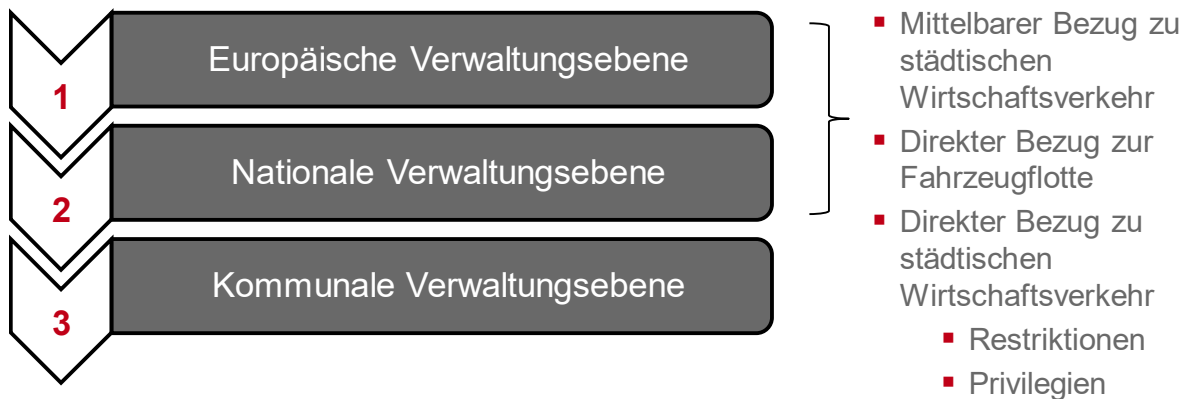 1
Europäische Verwaltungsebene
2
Nationale Verwaltungsebene
3
Kommunale Verwaltungsebene
Mittelbarer Bezug zu
städtischen
Wirtschaftsverkehr
Direkter Bezug zur
Fahrzeugflotte
Direkter Bezug zu
städtischen
Wirtschaftsverkehr
Restriktionen
Privilegien